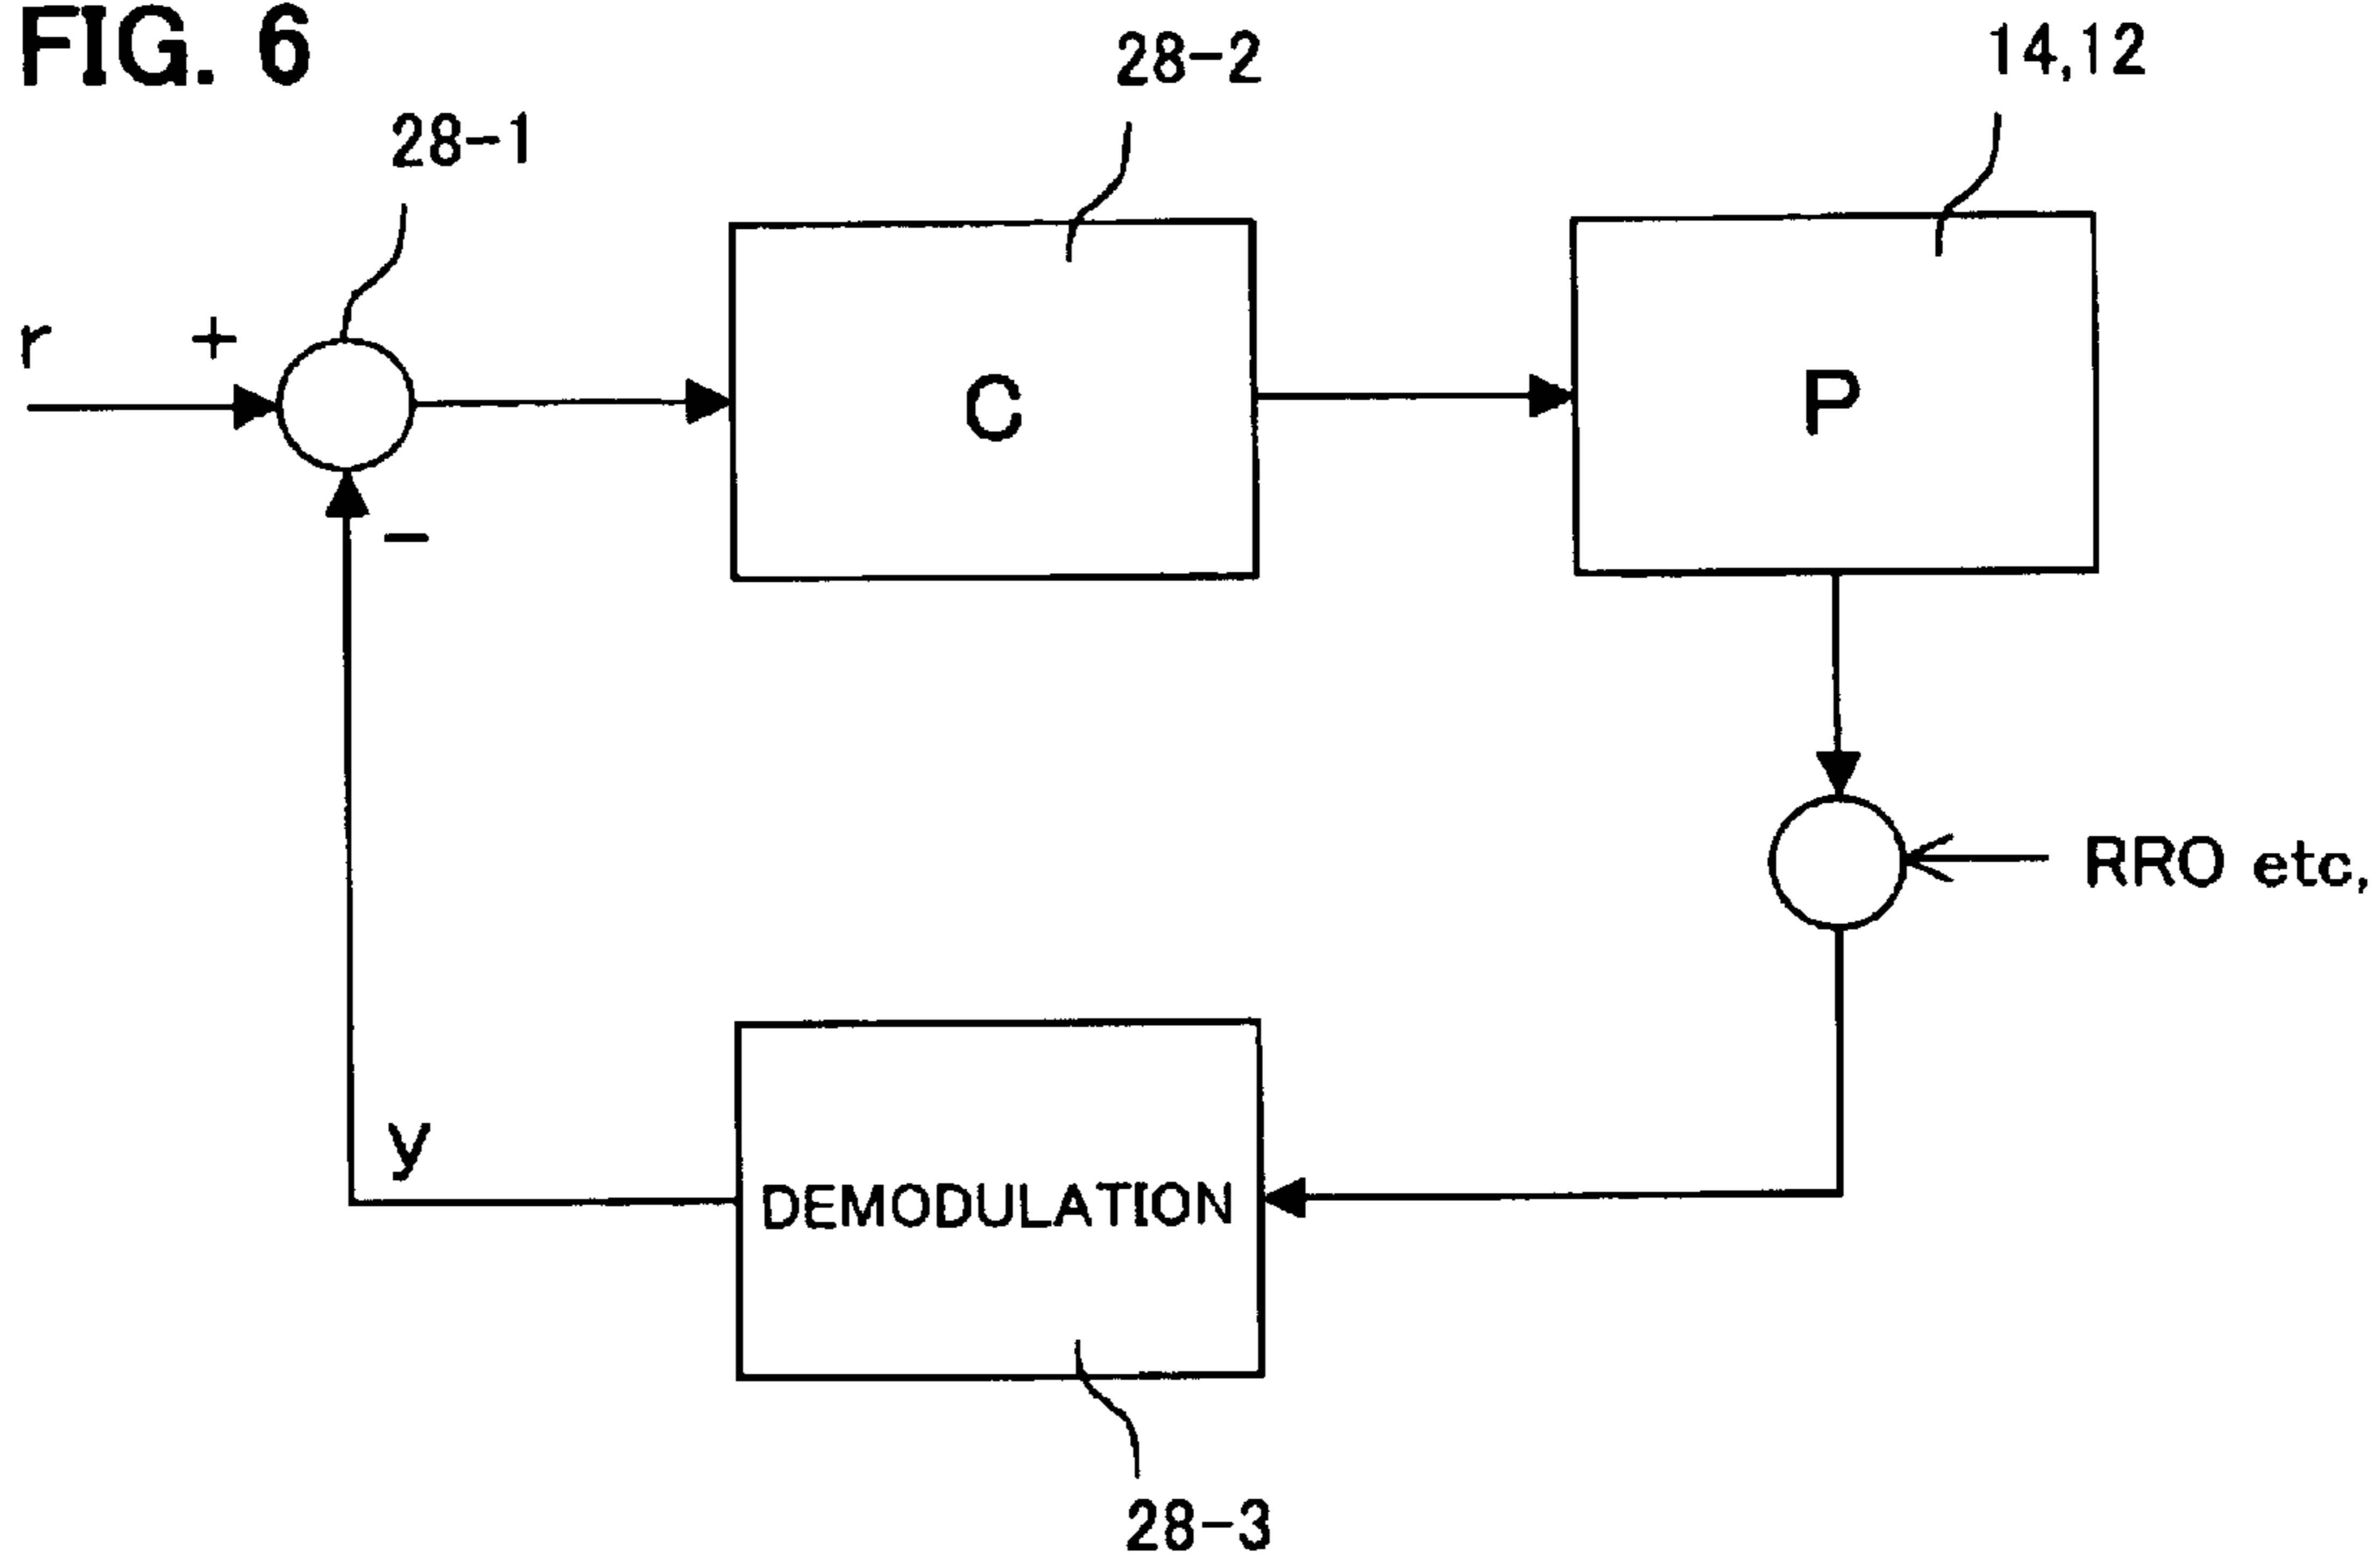 FIG. 6
28-1
28-2
14,12
r
+
C
P
-
RRO etc,
y
DEMODULATION
28-3